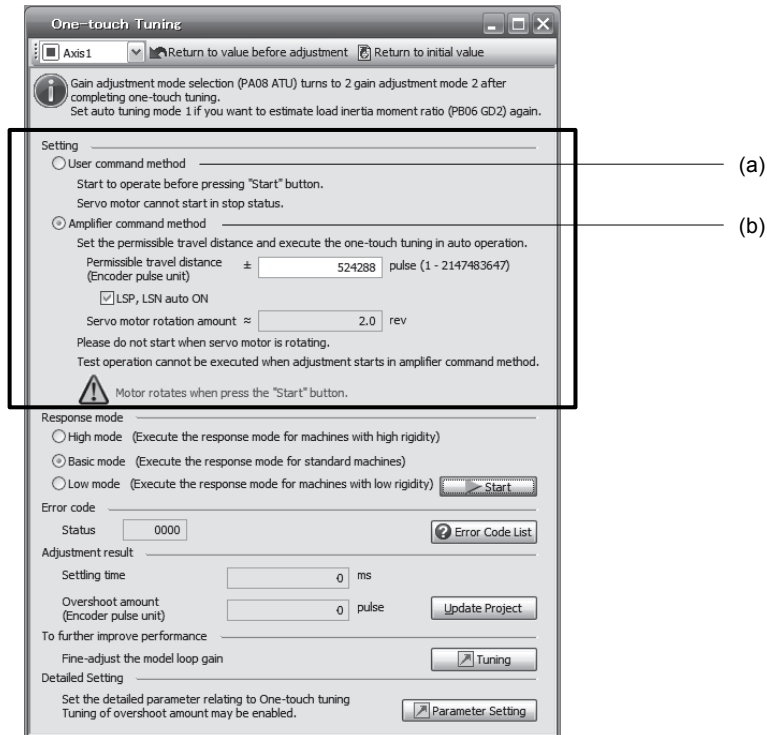 One-touch Tuning
Axis1 Return to value before adjustment Return to initial value
Gain adjustment mode selection (PA08 ATU) turns to 2 gain adjustment mode 2 after
completing one-touch tuning.
Set auto tuning mode 1 if you want to estimate load inertia moment ratio (PB06 GD2) again.
Setting
User command method (a)
Start to operate before pressing "Start" button.
Servo motor cannot start in stop status.
Amplifier command method (b)
Set the permissible travel distance and execute the one-touch tuning in auto operation.
Permissible travel distance ± 524288 pulse (1 - 2147483647)
(Encoder pulse unit)
LSP, LSN auto ON
Servo motor rotation amount ≈ 2.0 rev
Please do not start when servo motor is rotating.
Test operation cannot be executed when adjustment starts in amplifier command method.
Motor rotates when press the "Start" button.
Response mode
High mode (Execute the response mode for machines with high rigidity)
Basic mode (Execute the response mode for standard machines)
Low mode (Execute the response mode for machines with low rigidity) Start
Error code
Status 0000 Error Code List
Adjustment result
Settling time 0 ms
Overshoot amount 0 pulse Update Project
(Encoder pulse unit)
To further improve performance
Fine-adjust the model loop gain Tuning
Detailed Setting
Set the detailed parameter relating to One-touch tuning
Tuning of overshoot amount may be enabled. Parameter Setting